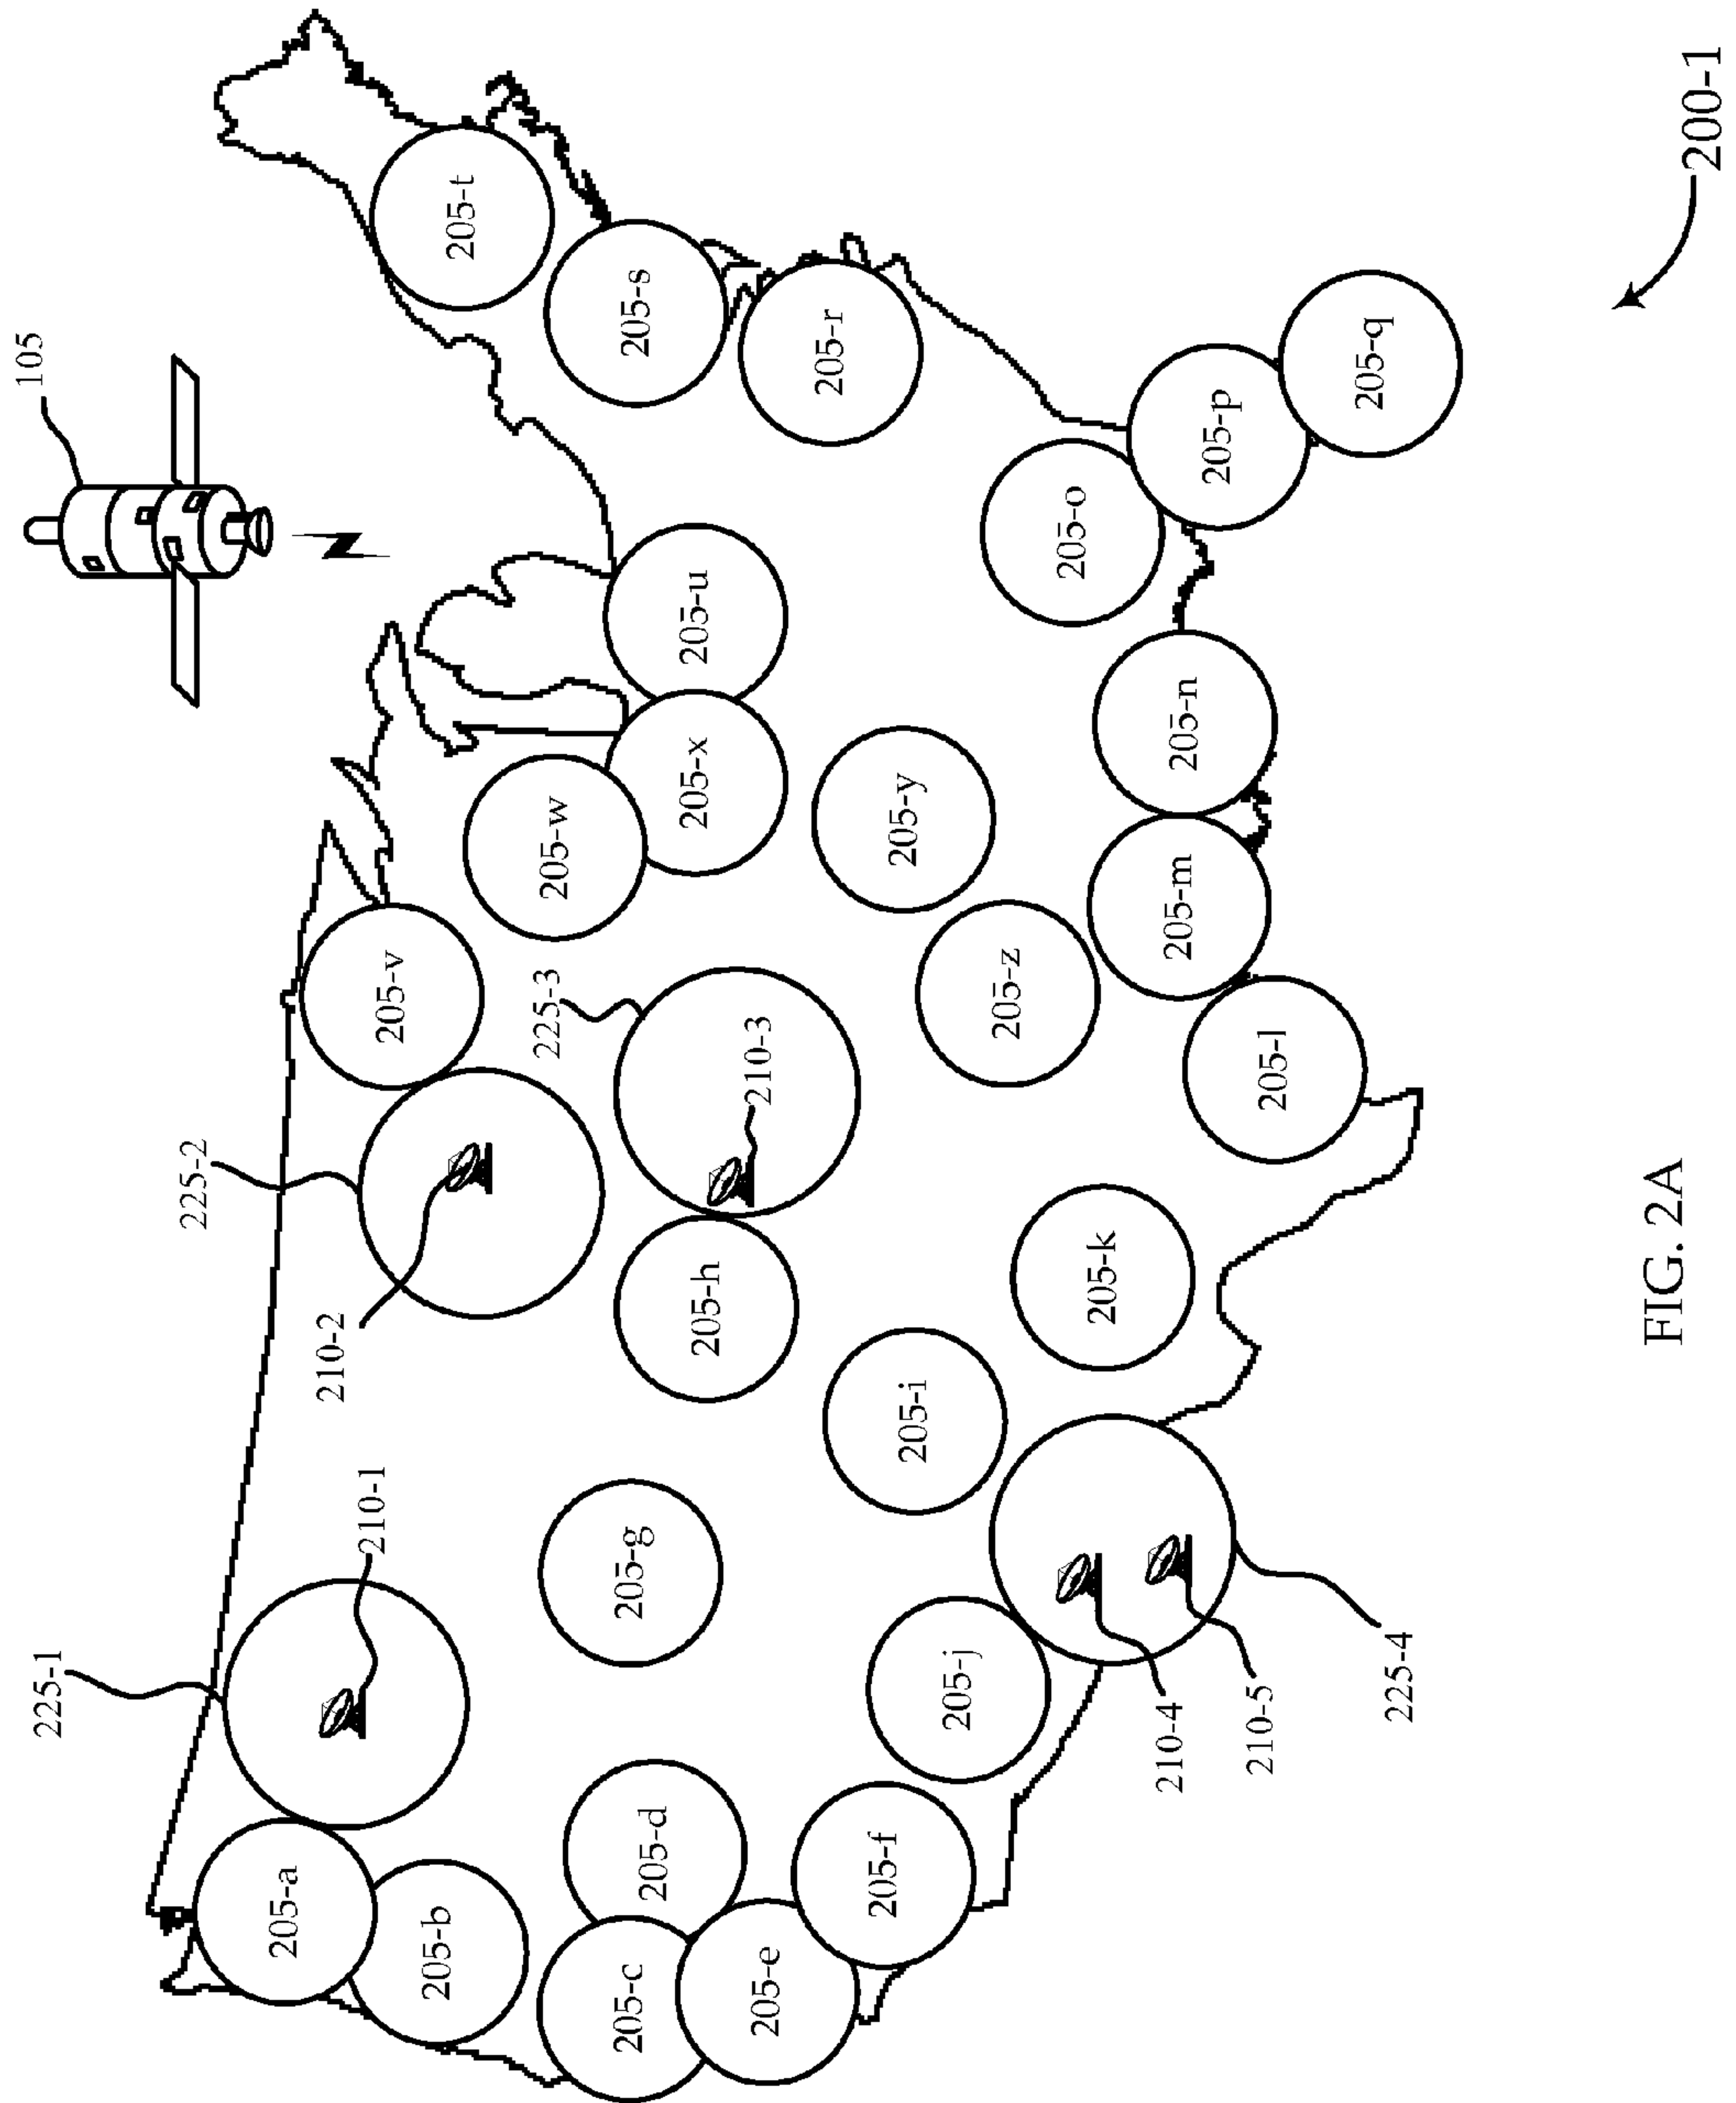 105
205-t
205-s
205-r
205-q
205-p
205-o
205-u
205-n
205-x
205-w
205-y
205-m
205-v
225-3
205-z
210-3
205-l
225-2
210-2
205-h
205-k
205-i
210-1
205-g
225-1
205-j
210-4
210-5
225-4
205-d
205-f
205-a
205-b
205-c
205-e
200-1
FIG. 2A